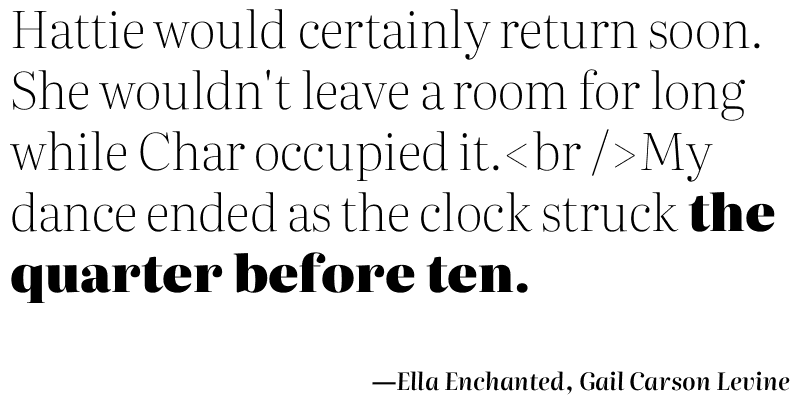 Hattie would certainly return soon.
She wouldn't leave a room for long
while Char occupied it.<br />My
dance ended as the clock struck the
quarter before ten.
—Ella Enchanted, Gail Carson Levine